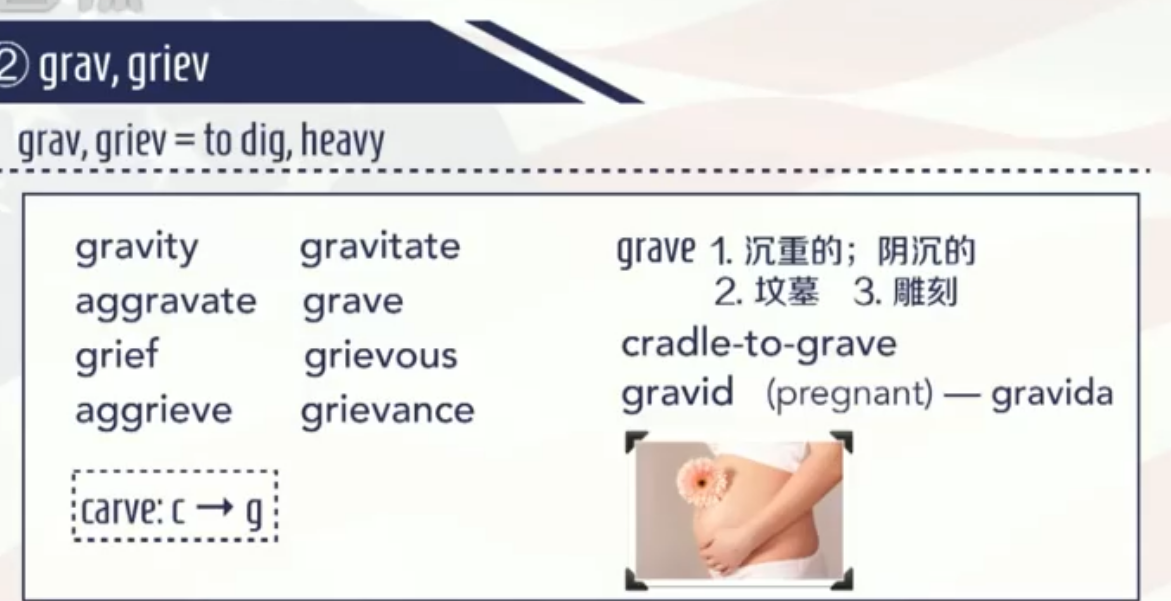 ② grav, griev
grav, griev = to dig, heavy
gravity gravitate
aggravate grave
grief grievous
aggrieve grievance
carve: c → g
grave 1. 沉重的；阴沉的
2. 坟墓 3. 雕刻
cradle-to-grave
gravid (pregnant) — gravida